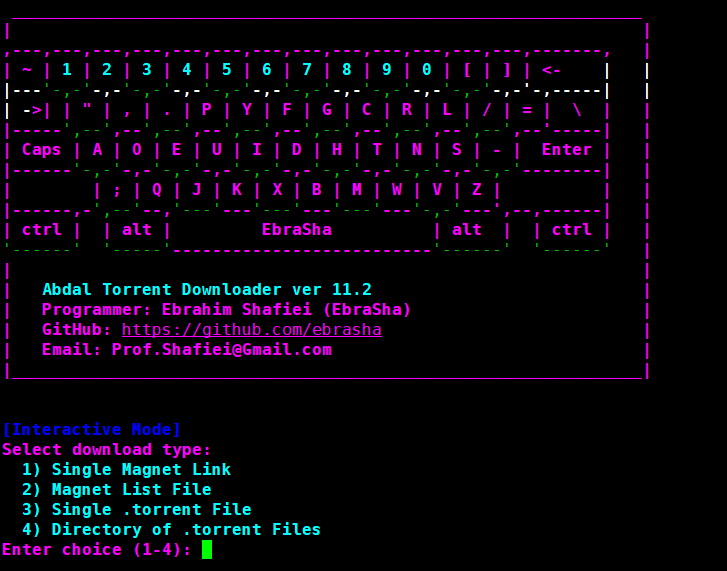 ~ | 1 | 2 | 3 | 4 | 5 | 6 | 7 | 8 | 9 | 0 | [ | ] | <-
->| | " | , | . | P | Y | F | G | C | R | L | / | = | \
Caps | A | O | E | U | I | D | H | T | N | S | - | Enter
; | Q | J | K | X | B | M | W | V | Z
ctrl | | alt | EbraSha | alt | | ctrl
Abdal Torrent Downloader ver 11.2
Programmer: Ebrahim Shafiei (EbraSha)
GitHub: https://github.com/ebrasha
Email: Prof.Shafiei@Gmail.com
[Interactive Mode]
Select download type:
1) Single Magnet Link
2) Magnet List File
3) Single .torrent File
4) Directory of .torrent Files
Enter choice (1-4):